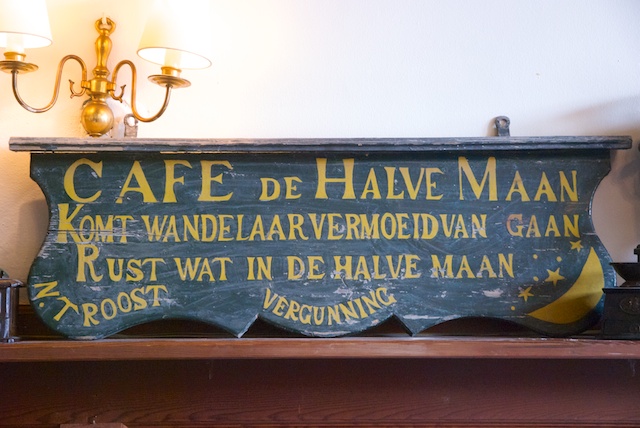 CAFE DE HALVE MAAN
KOMT WANDELAAR VERMOEID VAN GAAN
RUST WAT IN DE HALVE MAAN
N.T ROOST
VERGUNNING